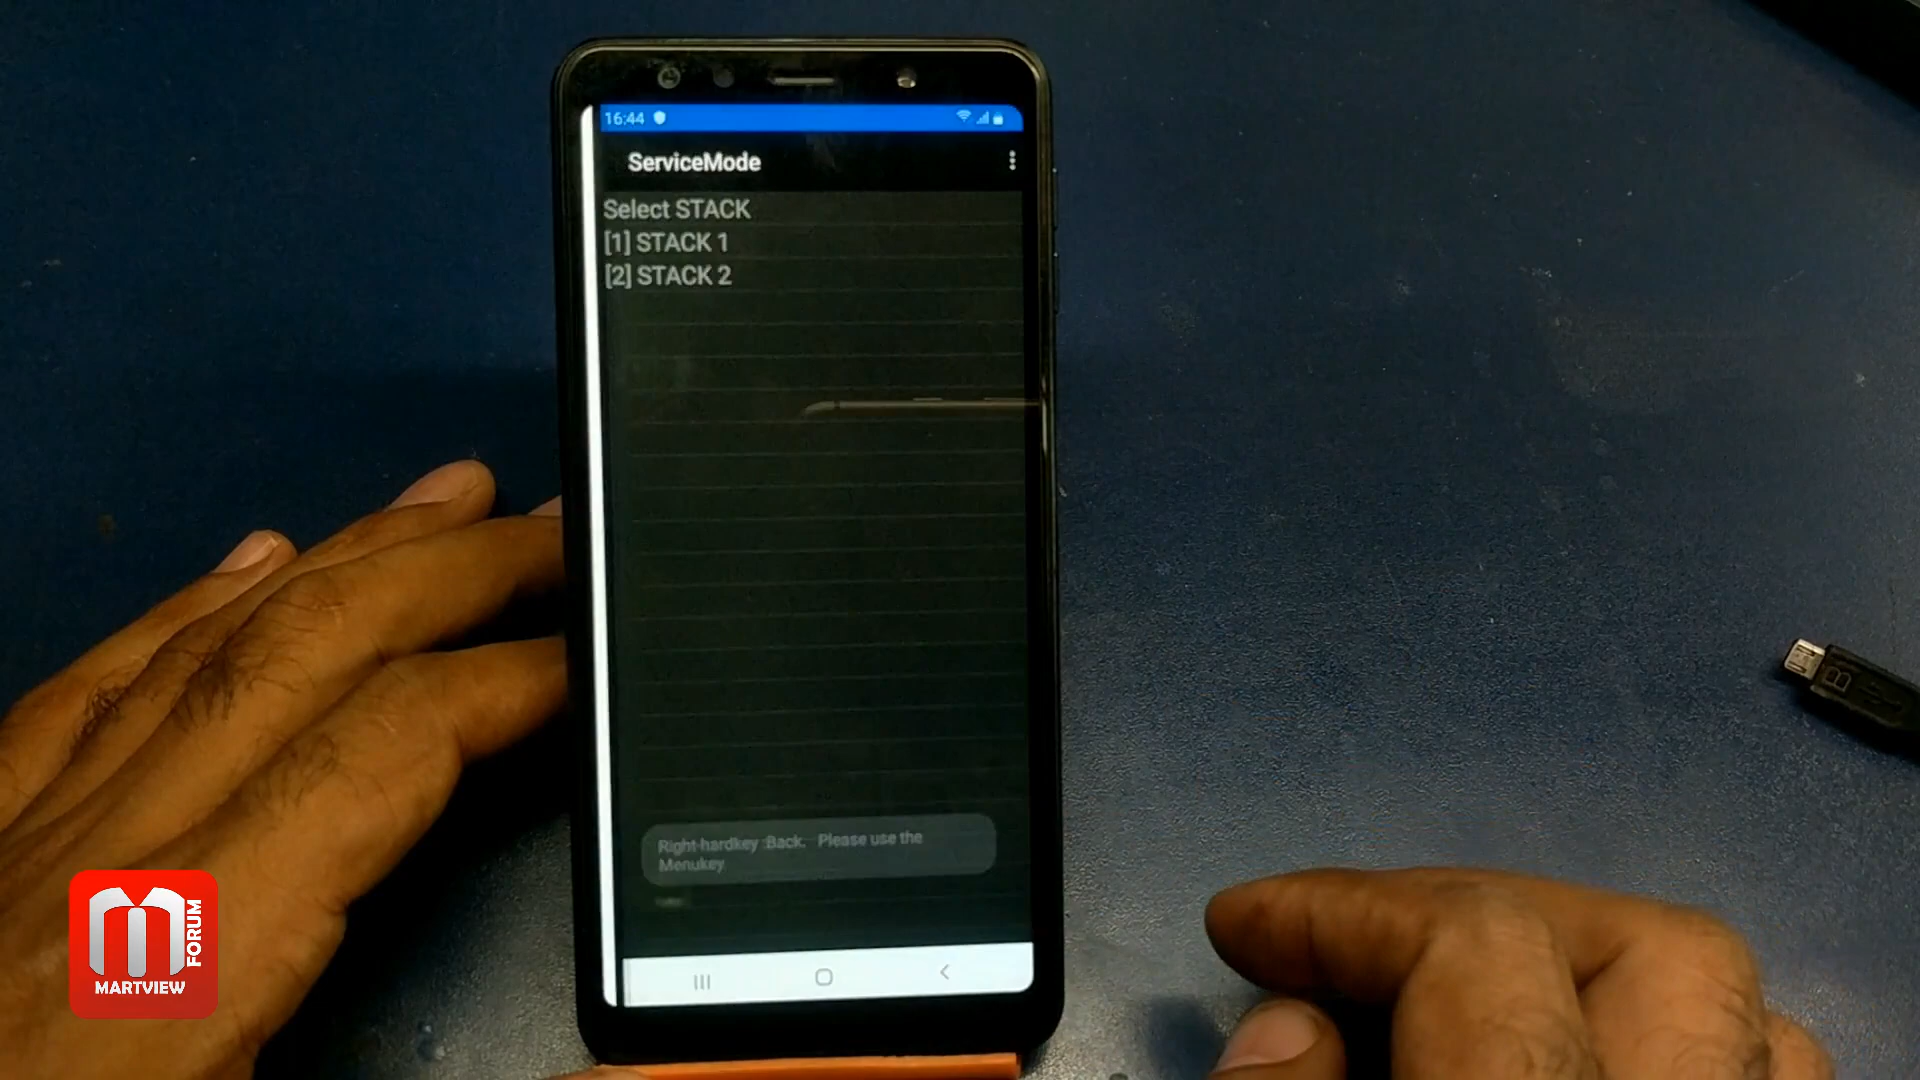 16:44
ServiceMode
Select STACK
[1] STACK 1
[2] STACK 2
Right hardkey :Back. Please use the
Menukey
B
FORUM
MARTVIEW